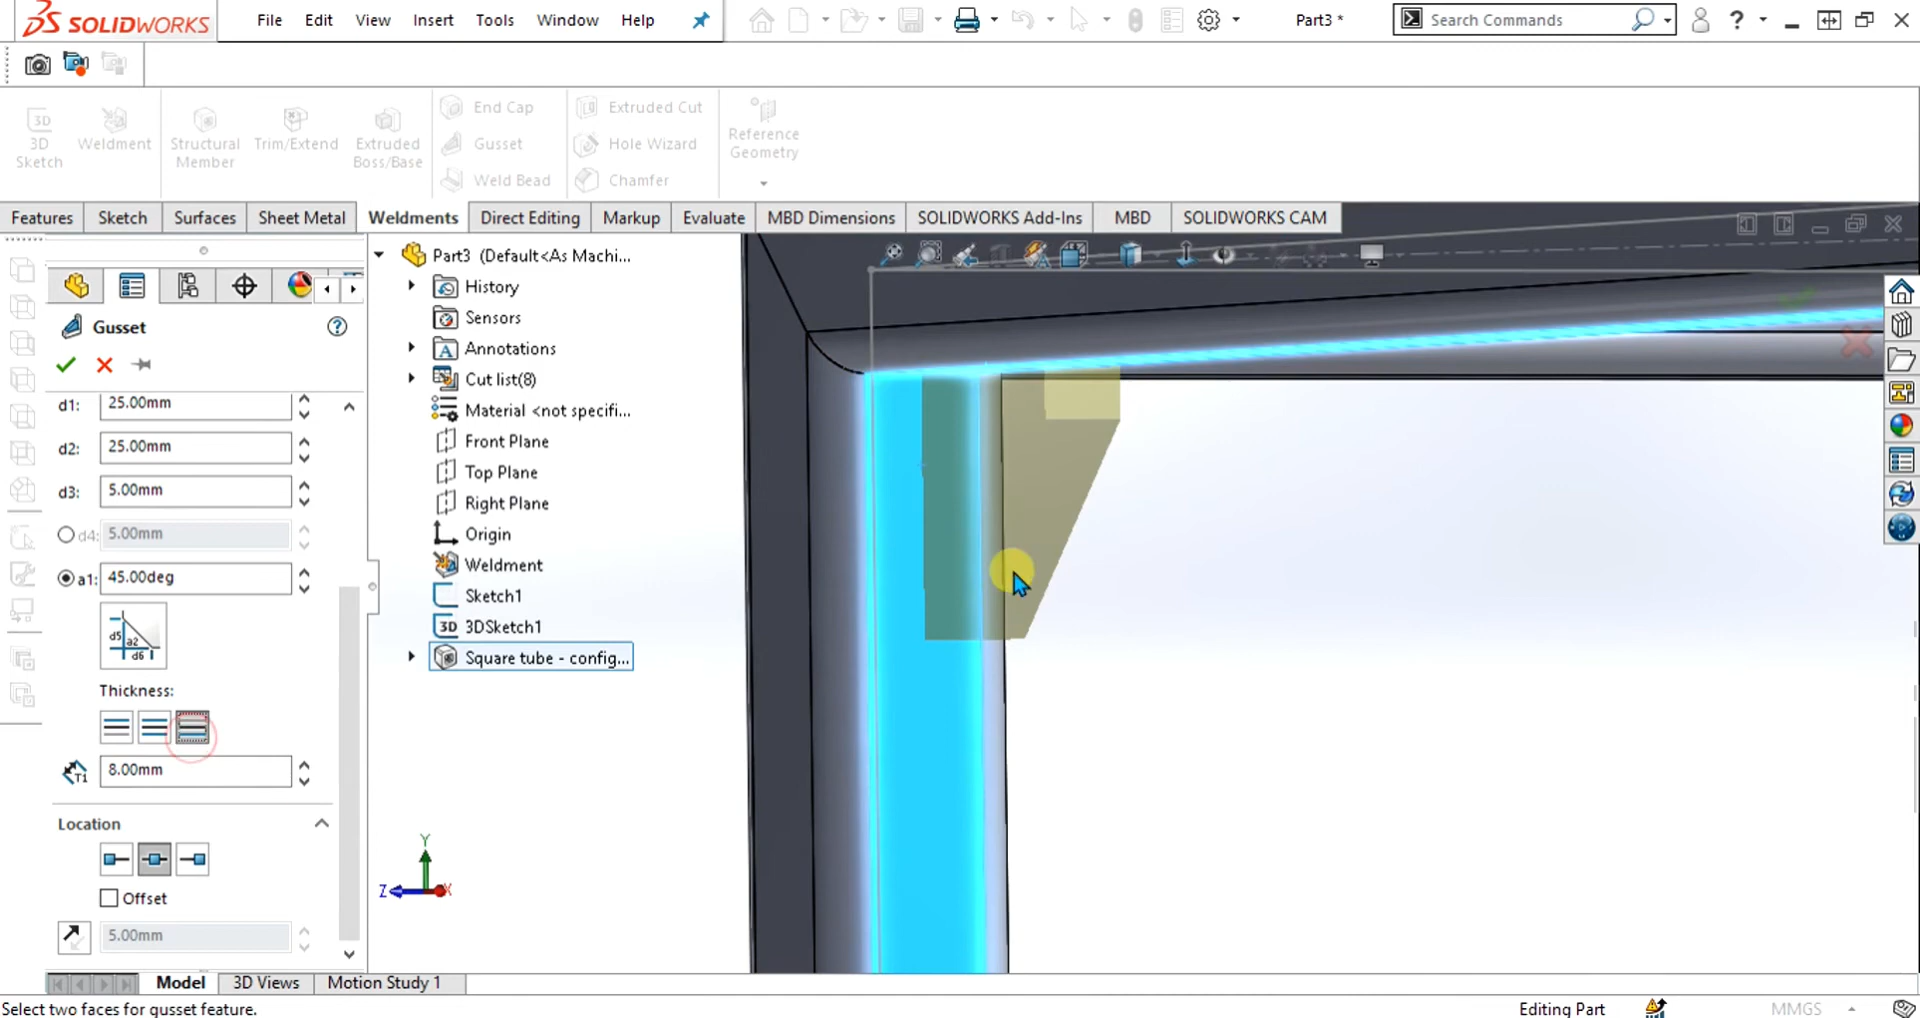 SOLIDWORKS File Edit View Insert Tools Window Help Part3 * Search Commands ?
3D Sketch Weldment Structural Member Trim/Extend Extruded Boss/Base End Cap Gusset Weld Bead Extruded Cut Hole Wizard Chamfer Reference Geometry
Features Sketch Surfaces Sheet Metal Weldments Direct Editing Markup Evaluate MBD Dimensions SOLIDWORKS Add-Ins MBD SOLIDWORKS CAM
Gusset ?
d1: 25.00mm
d2: 25.00mm
d3: 5.00mm
d4: 5.00mm
a1: 45.00deg
d5 a2 d6
Thickness:
T1 8.00mm
Location
Offset
5.00mm
Part3 (Default<As Machi...
History
Sensors
Annotations
Cut list(8)
Material <not specifi...
Front Plane
Top Plane
Right Plane
Origin
Weldment
Sketch1
3D 3DSketch1
Square tube - config...
Y
Z X
Model 3D Views Motion Study 1
Select two faces for gusset feature. Editing Part MMGS